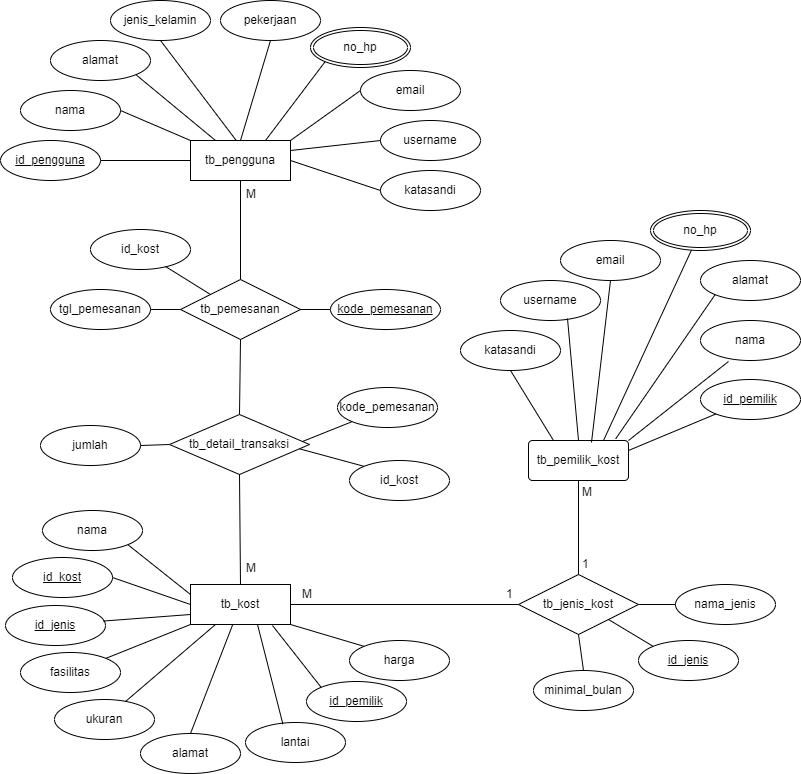 jenis_kelamin
pekerjaan
no_hp
alamat
email
nama
username
id_pengguna
tb_pengguna
katasandi
M
id_kost
tgl_pemesanan
tb_pemesanan
kode_pemesanan
kode_pemesanan
jumlah
tb_detail_transaksi
id_kost
no_hp
email
alamat
username
nama
katasandi
id_pemilik
tb_pemilik_kost
M
1
nama
M
id_kost
tb_kost
M
1
tb_jenis_kost
nama_jenis
id_jenis
id_jenis
fasilitas
harga
minimal_bulan
ukuran
id_pemilik
alamat
lantai